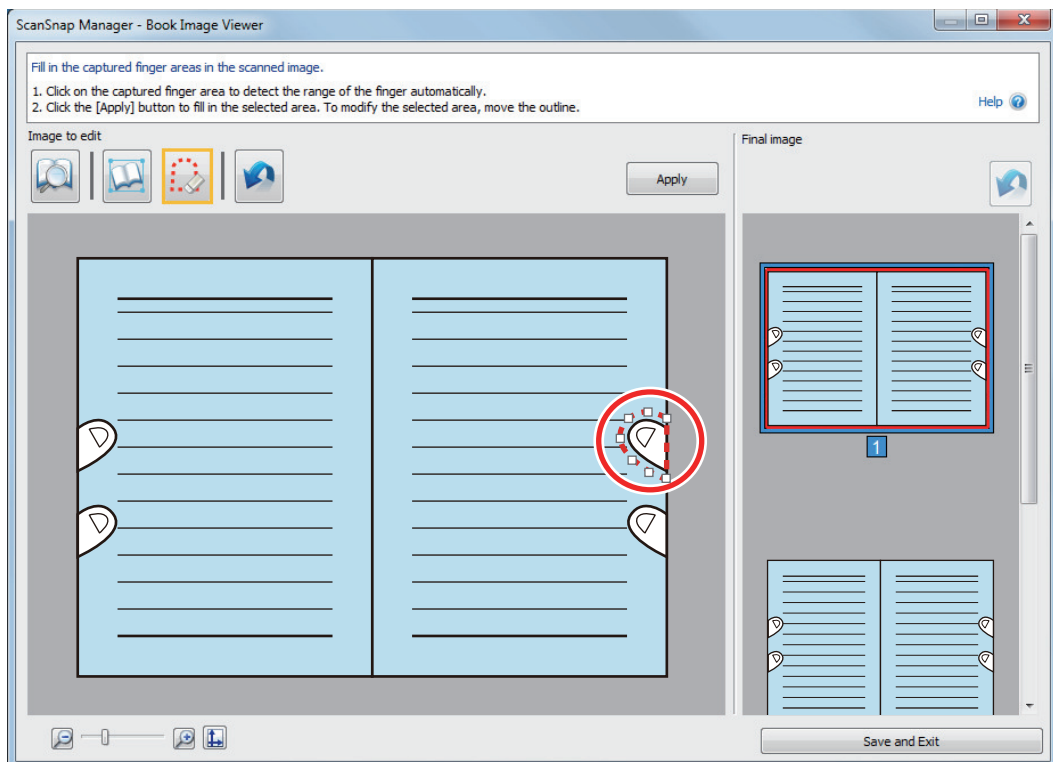 ScanSnap Manager - Book Image Viewer
Fill in the captured finger areas in the scanned image.
1. Click on the captured finger area to detect the range of the finger automatically.
2. Click the [Apply] button to fill in the selected area. To modify the selected area, move the outline.
Help
Image to edit
Final image
Apply
1
Save and Exit